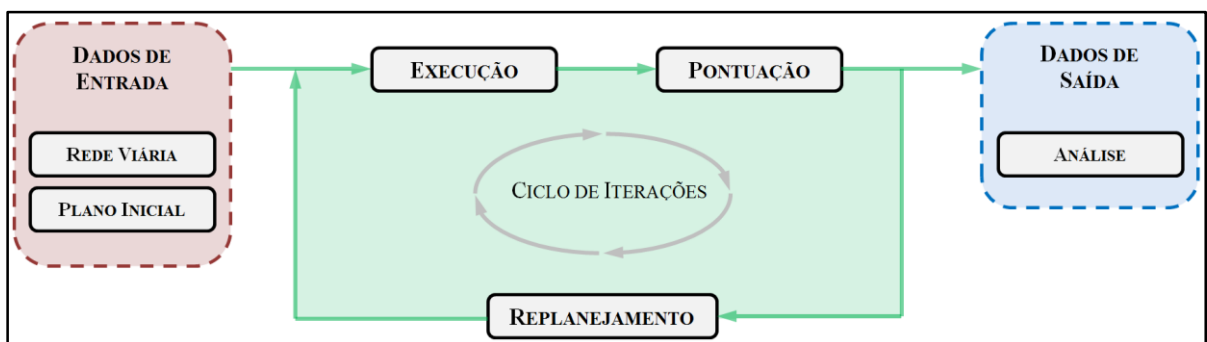 DADOS DE
ENTRADA
REDE VIÁRIA
PLANO INICIAL
EXECUÇÃO
PONTUAÇÃO
CICLO DE ITERAÇÕES
REPLANEJAMENTO
DADOS DE
SAÍDA
ANÁLISE